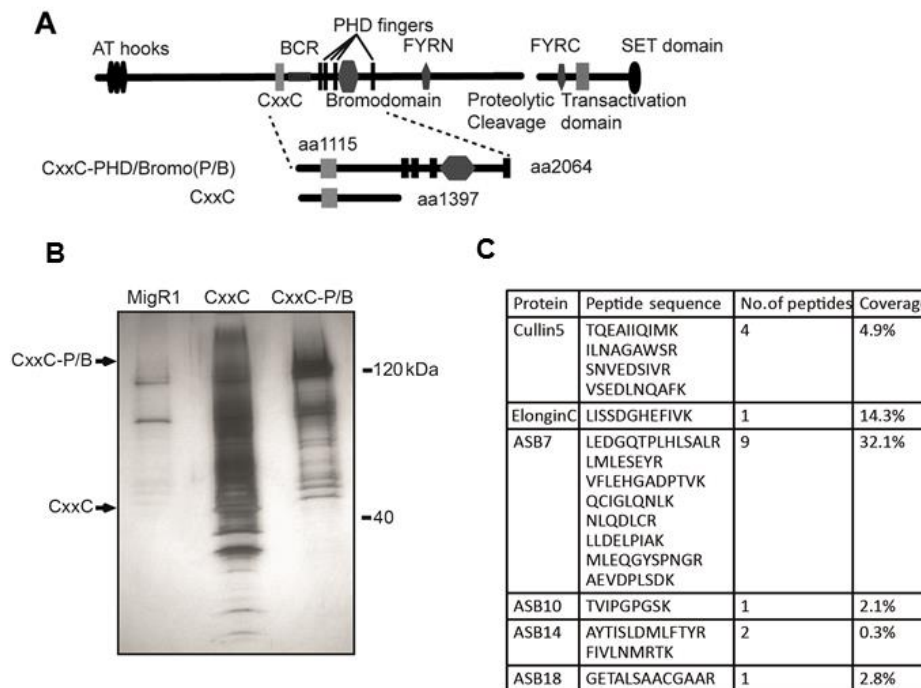 A
PHD fingers
AT hooks
BCR
FYRN
FYRC
SET domain
CxxC
Bromodomain
Proteolytic
Cleavage
Transactivation
domain
aa1115
CxxC-PHD/Bromo(P/B)
aa2064
CxxC
aa1397
B
MigR1 CxxC CxxC-P/B
CxxC-P/B
120 kDa
CxxC
40
C
Protein Peptide sequence No.of peptides Coverage
Cullin5 TQEAIIQIMK 4 4.9%
ILNAGAWSR
SNVEDSIVR
VSEDLNQAFK
ElonginC LISSDGHEFIVK 1 14.3%
ASB7 LEDGQTPLHLSALR 9 32.1%
LMLESEYR
VFLEHGADPTVK
QCIGLQNLK
NLQDLCR
LLDELPIAK
MLEQGYSPNGR
AEVDPLSDK
ASB10 TVIPGPGSK 1 2.1%
ASB14 AYTISLDMLFTYR 2 0.3%
FIVLNMRTK
ASB18 GETALSAACGAAR 1 2.8%